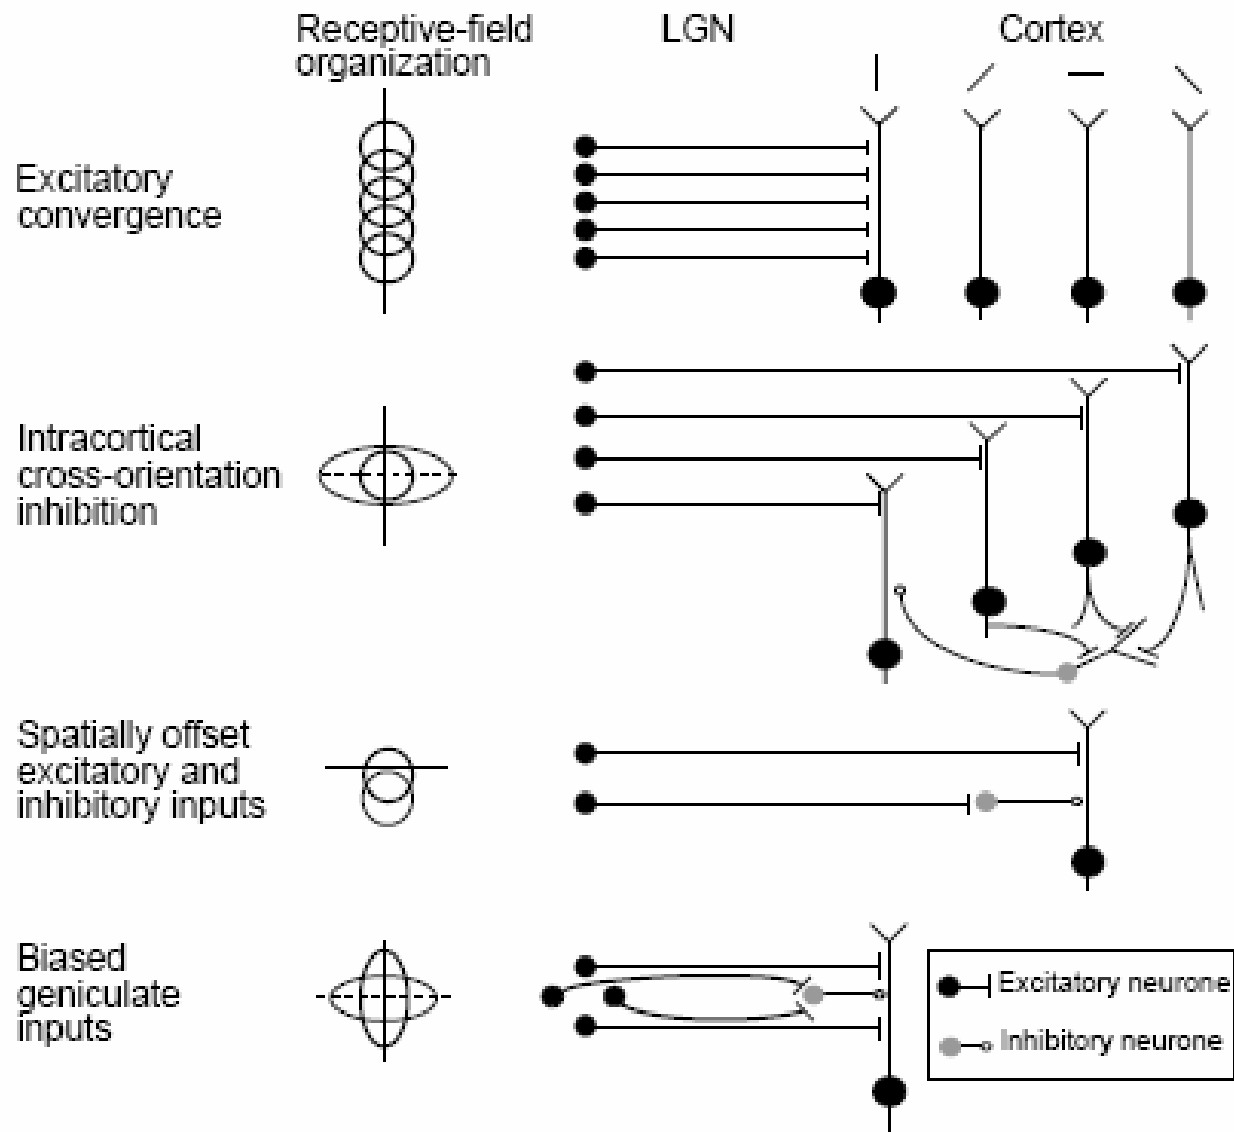 Receptive-field
organization
LGN
Cortex
Excitatory
convergence
Intracortical
cross-orientation
inhibition
Spatially offset
excitatory and
inhibitory inputs
Biased
geniculate
inputs
Excitatory neurone
Inhibitory neurone